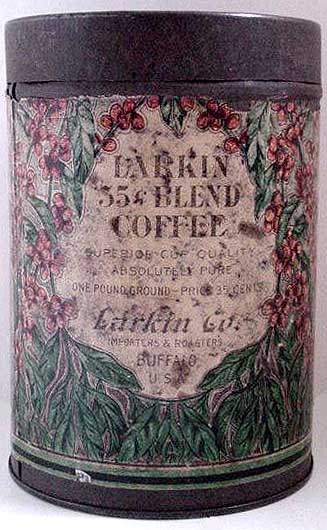 LARKIN
35¢ BLEND
COFFEE
SUPERIOR CUP QUALITY
ABSOLUTELY PURE
ONE POUND GROUND - PRICE 35 CENTS
Larkin Co.
IMPORTERS & ROASTERS
BUFFALO
U.S.A.